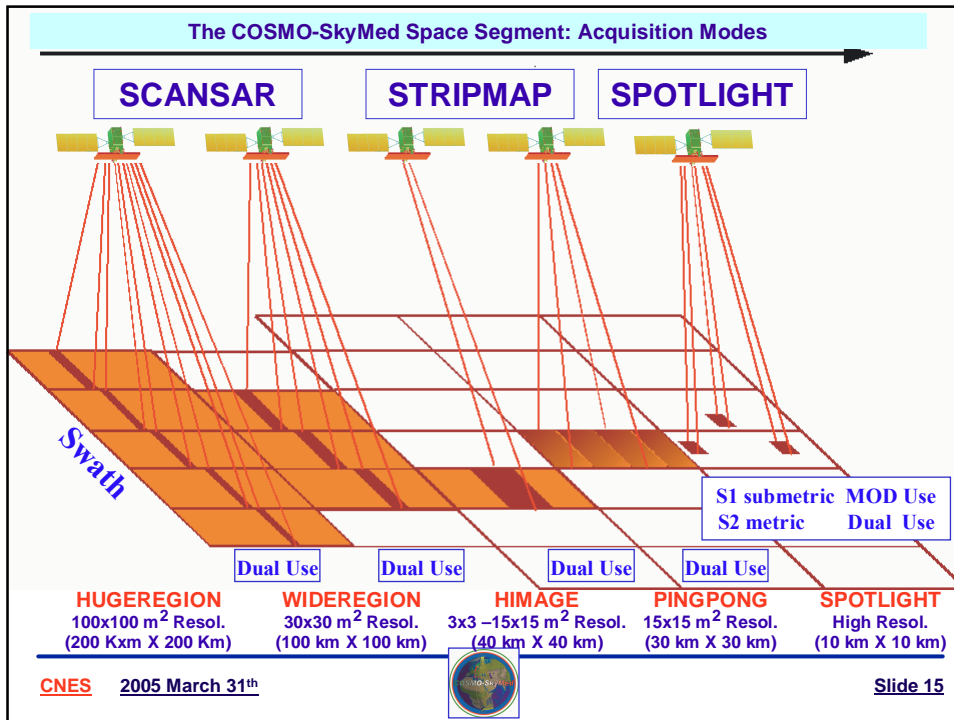 The COSMO-SkyMed Space Segment: Acquisition Modes
SCANSAR
STRIPMAP
SPOTLIGHT
Swath
S1 submetric MOD Use
S2 metric Dual Use
Dual Use
Dual Use
Dual Use
Dual Use
HUGEREGION
100x100 m² Resol.
(200 Kxm X 200 Km)
WIDEREGION
30x30 m² Resol.
(100 km X 100 km)
HIMAGE
3x3 –15x15 m² Resol.
(40 km X 40 km)
PINGPONG
15x15 m² Resol.
(30 km X 30 km)
SPOTLIGHT
High Resol.
(10 km X 10 km)
CNES 2005 March 31th
COSMO-SkyMed
Slide 15